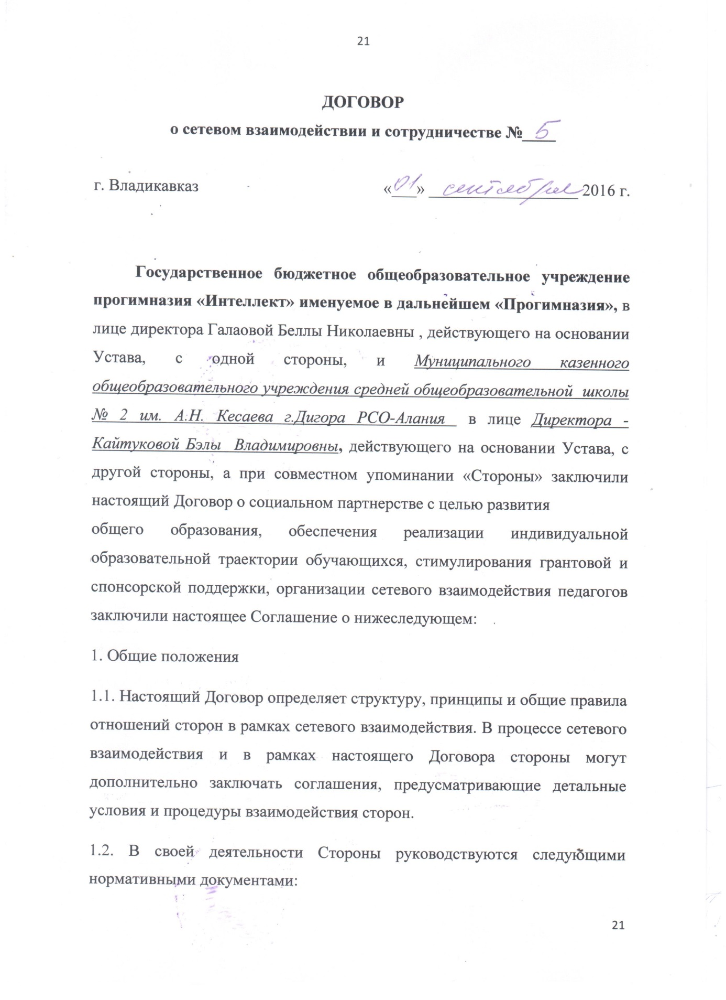 21
ДОГОВОР
о сетевом взаимодействии и сотрудничестве №_5_
г. Владикавказ «01» сентября 2016 г.
Государственное бюджетное общеобразовательное учреждение
прогимназия «Интеллект» именуемое в дальнейшем «Прогимназия», в
лице директора Галаовой Беллы Николаевны , действующего на основании
Устава, с одной стороны, и Муниципального казенного
общеобразовательного учреждения средней общеобразовательной школы
№ 2 им. А.Н. Кесаева г.Дигора РСО-Алания в лице Директора -
Кайтуковой Бэлы Владимировны, действующего на основании Устава, с
другой стороны, а при совместном упоминании «Стороны» заключили
настоящий Договор о социальном партнерстве с целью развития
общего образования, обеспечения реализации индивидуальной
образовательной траектории обучающихся, стимулирования грантовой и
спонсорской поддержки, организации сетевого взаимодействия педагогов
заключили настоящее Соглашение о нижеследующем:
1. Общие положения
1.1. Настоящий Договор определяет структуру, принципы и общие правила
отношений сторон в рамках сетевого взаимодействия. В процессе сетевого
взаимодействия и в рамках настоящего Договора стороны могут
дополнительно заключать соглашения, предусматривающие детальные
условия и процедуры взаимодействия сторон.
1.2. В своей деятельности Стороны руководствуются следующими
нормативными документами:
21